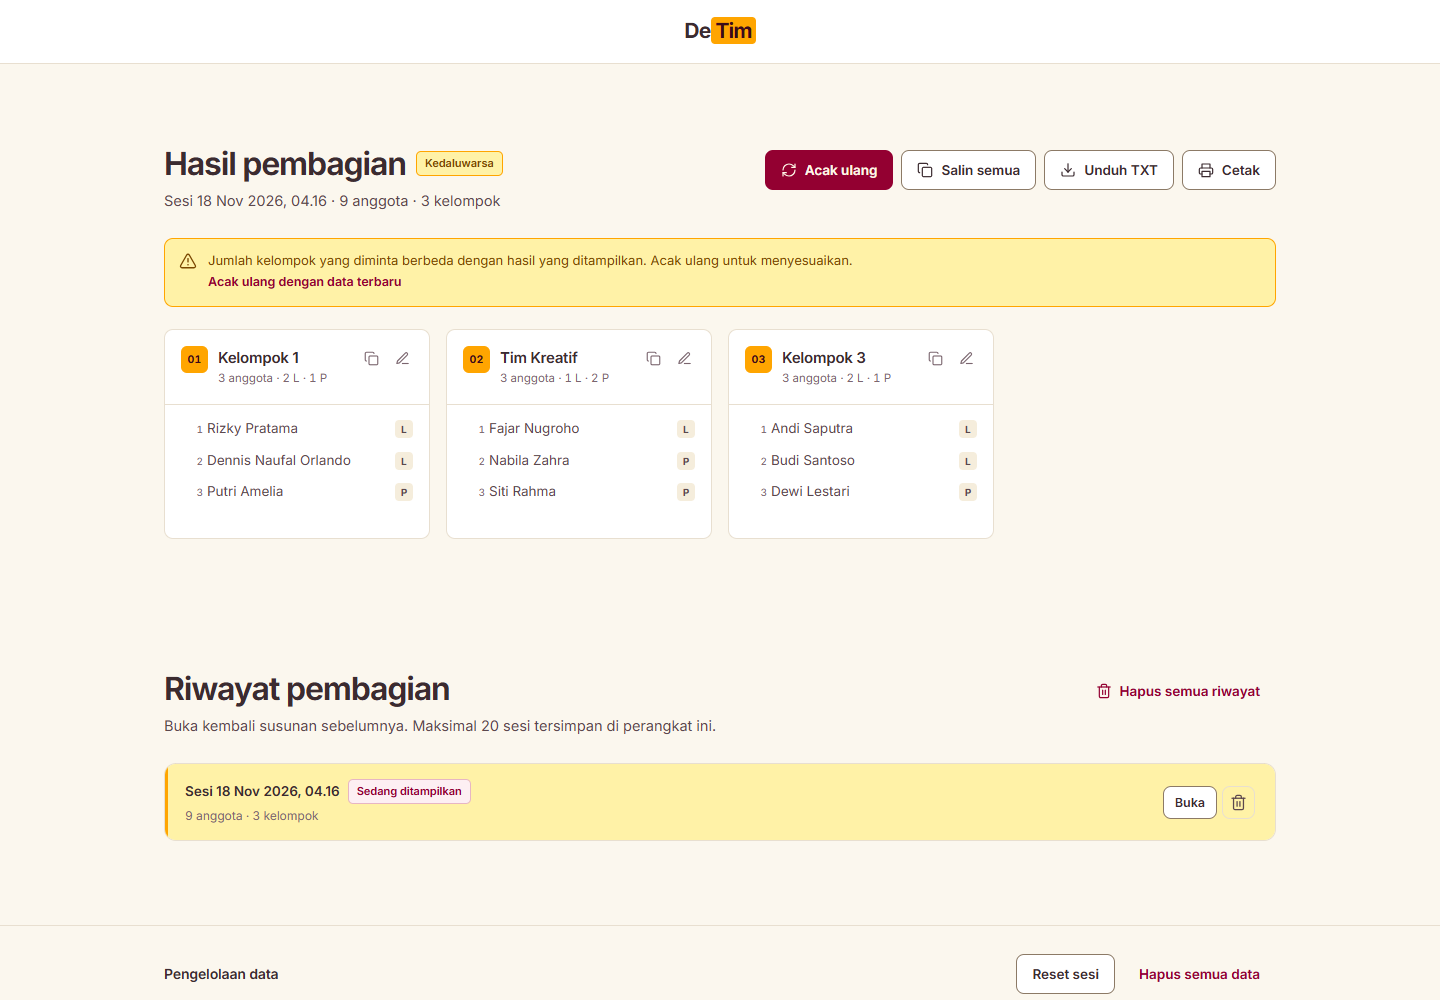 DeTim
Hasil pembagian
Kedaluwarsa
Sesi 18 Nov 2026, 04.16 · 9 anggota · 3 kelompok
Acak ulang
Salin semua
Unduh TXT
Cetak
Jumlah kelompok yang diminta berbeda dengan hasil yang ditampilkan. Acak ulang untuk menyesuaikan.
Acak ulang dengan data terbaru
01 Kelompok 1
3 anggota · 2 L · 1 P
1 Rizky Pratama L
2 Dennis Naufal Orlando L
3 Putri Amelia P
02 Tim Kreatif
3 anggota · 1 L · 2 P
1 Fajar Nugroho L
2 Nabila Zahra P
3 Siti Rahma P
03 Kelompok 3
3 anggota · 2 L · 1 P
1 Andi Saputra L
2 Budi Santoso L
3 Dewi Lestari P
Riwayat pembagian
Hapus semua riwayat
Buka kembali susunan sebelumnya. Maksimal 20 sesi tersimpan di perangkat ini.
Sesi 18 Nov 2026, 04.16 Sedang ditampilkan
9 anggota · 3 kelompok
Buka
Pengelolaan data
Reset sesi
Hapus semua data